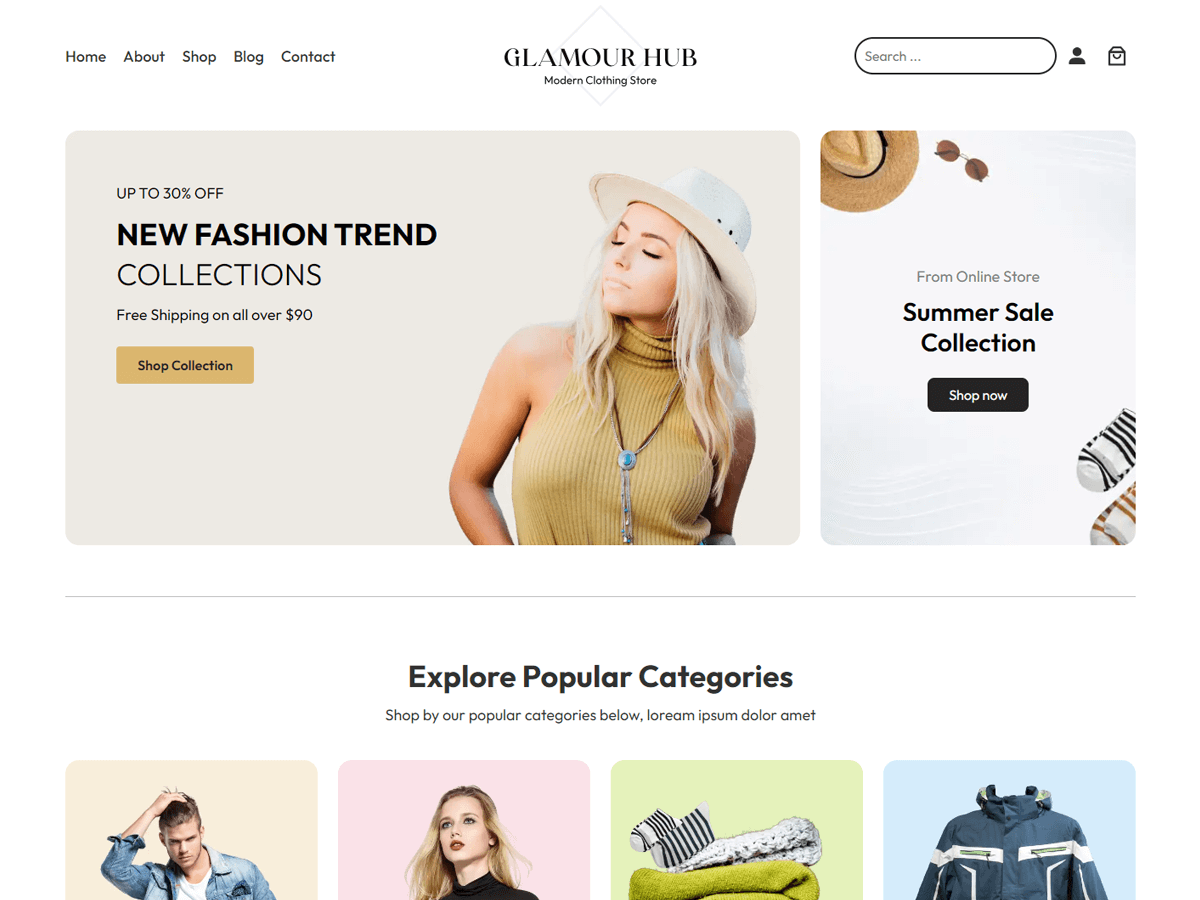 Home About Shop Blog Contact
GLAMOUR HUB
Modern Clothing Store
Search ...
UP TO 30% OFF
NEW FASHION TREND
COLLECTIONS
Free Shipping on all over $90
Shop Collection
From Online Store
Summer Sale
Collection
Shop now
Explore Popular Categories
Shop by our popular categories below, loream ipsum dolor amet